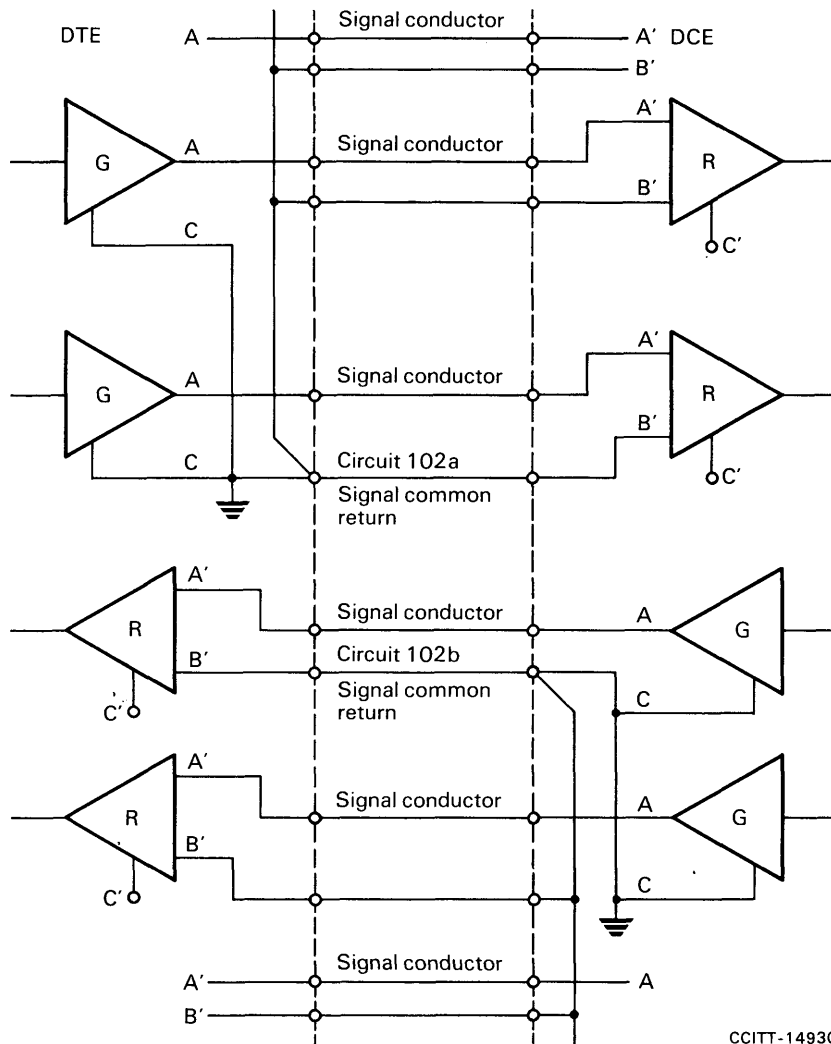 Signal conductor
DTE A A' DCE
B'
A'
Signal conductor
G A R
B'
C C'
A'
Signal conductor
G A R
B'
C Circuit 102a C'
Signal common
return
A'
Signal conductor A
R G
B' Circuit 102b
C' Signal common C
return
A'
Signal conductor A
R G
B'
C' C
Signal conductor
A' A
B'
CCITT-14930